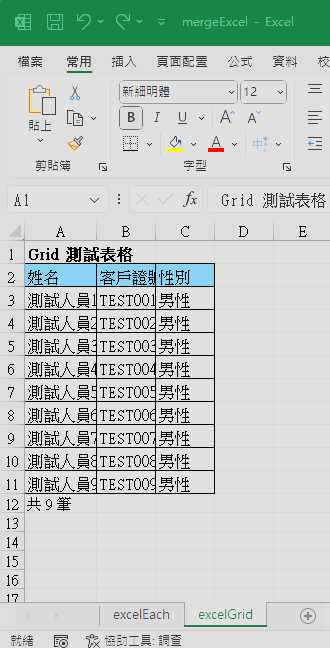 mergeExcel - Excel
檔案 常用 插入 頁面配置 公式 資料 校
貼上
新細明體 12
B I U A A
A 中
剪貼簿 字型
A1 fx Grid 測試表格
A B C D E
1 Grid 測試表格
2 姓名 客戶證 性別
3 測試人員1 TEST001 男性
4 測試人員2 TEST002 男性
5 測試人員3 TEST003 男性
6 測試人員4 TEST004 男性
7 測試人員5 TEST005 男性
8 測試人員6 TEST006 男性
9 測試人員7 TEST007 男性
10 測試人員8 TEST008 男性
11 測試人員9 TEST009 男性
12 共 9 筆
13
14
15
16
17
excelEach excelGrid
就緒 協助工具: 調查